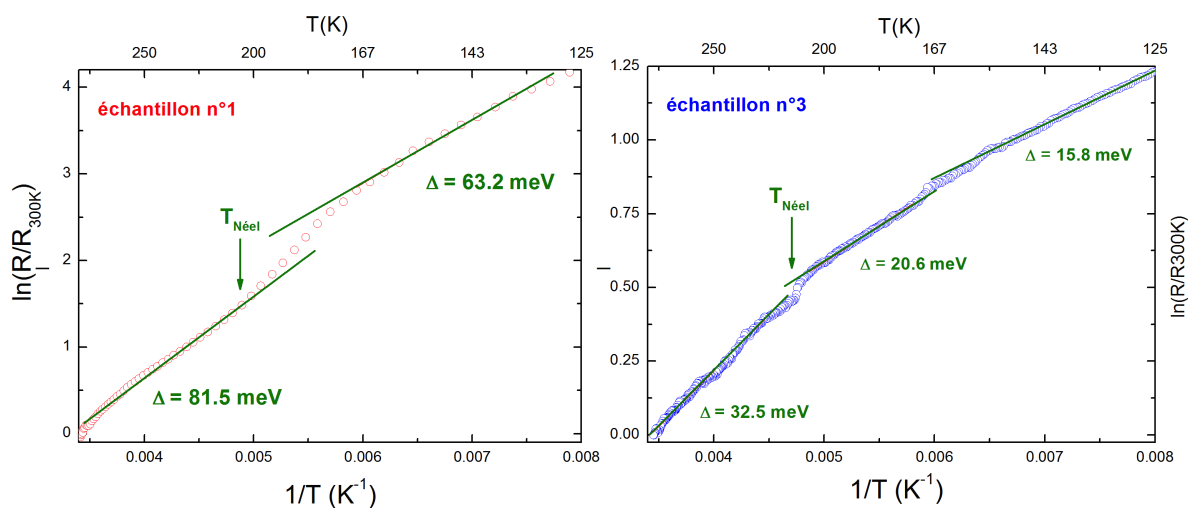 T(K)
250 200 167 143 125
échantillon n°1
4
3
2
1
0
ln(R/R300K)
TNéel
Δ = 63.2 meV
Δ = 81.5 meV
0.004 0.005 0.006 0.007 0.008
1/T (K-1)
T(K)
250 200 167 143 125
échantillon n°3
1.25
1.00
0.75
0.50
0.25
0.00
TNéel
Δ = 15.8 meV
Δ = 20.6 meV
Δ = 32.5 meV
ln(R/R300K)
0.004 0.005 0.006 0.007 0.008
1/T (K-1)